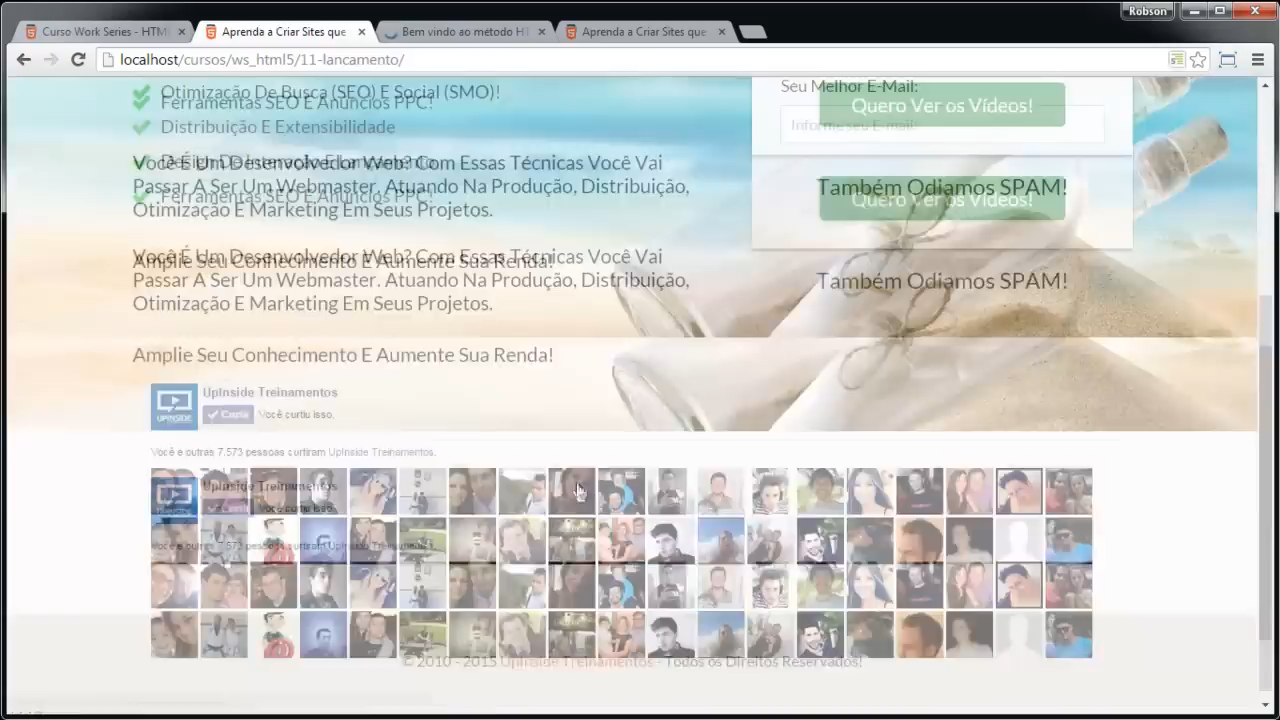 Robson
Curso Work Series - HTM
Aprenda a Criar Sites que
Bem vindo ao método H
Aprenda a Criar Sites que
localhost/cursos/ws_html5/11-lancamento/
Otimização De Busca (SEO) E Social (SMO)!
Ferramentas SEO E Anúncios PPC!
Distribuição E Extensibilidade
Seu Melhor E-Mail:
Quero Ver os Vídeos!
Informe seu E-mail:
Você É Um Desenvolvedor Web? Com Essas Técnicas Você Vai
Passar A Ser Um Webmaster. Atuando Na Produção, Distribuição,
Otimização E Marketing Em Seus Projetos.
Ferramentas SEO E Anúncios PPC!
Também Odiamos SPAM!
Quero Ver os Vídeos!
Amplie Seu Conhecimento E Aumente Sua Renda!
Você É Um Desenvolvedor Web? Com Essas Técnicas Você Vai
Passar A Ser Um Webmaster. Atuando Na Produção, Distribuição,
Otimização E Marketing Em Seus Projetos.
Também Odiamos SPAM!
Amplie Seu Conhecimento E Aumente Sua Renda!
UPINSIDE
UpInside Treinamentos
Curtiu
Você curtiu isso.
Você e outras 7.573 pessoas curtiram UpInside Treinamentos.
UpInside Treinamentos
Você curtiu isso.
Você e outras 7.573 pessoas curtiram UpInside Treinamentos.
© 2010 - 2015 UpInside Treinamentos - Todos os Direitos Reservados!